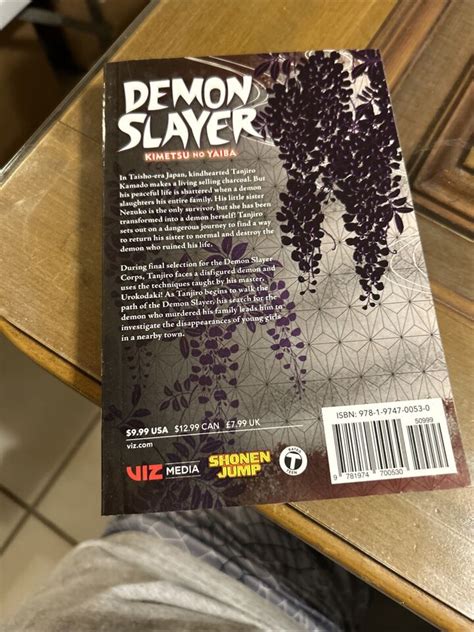 DEMON
SLAYER
KIMETSU NO YAIBA
In Taisho-era Japan, kindhearted Tanjiro
Kamado makes a living selling charcoal. But
his peaceful life is shattered when a demon
slaughters his entire family. His little sister
Nezuko is the only survivor, but she has been
transformed into a demon herself! Tanjiro
sets out on a dangerous journey to find a way
to return his sister to normal and destroy the
demon who ruined his life.
During final selection for the Demon Slayer
Corps, Tanjiro faces a disfigured demon and
uses the techniques taught by his master,
Urokodaki! As Tanjiro begins to walk the
path of the Demon Slayer, his search for the
demon who murdered his family leads him to
investigate the disappearances of young girls
in a nearby town.
$9.99 USA $12.99 CAN £7.99 UK
viz.com
VIZ MEDIA
SHONEN
JUMP
T
TEEN
ISBN: 978-1-9747-0053-0
50999
9 781974 700530